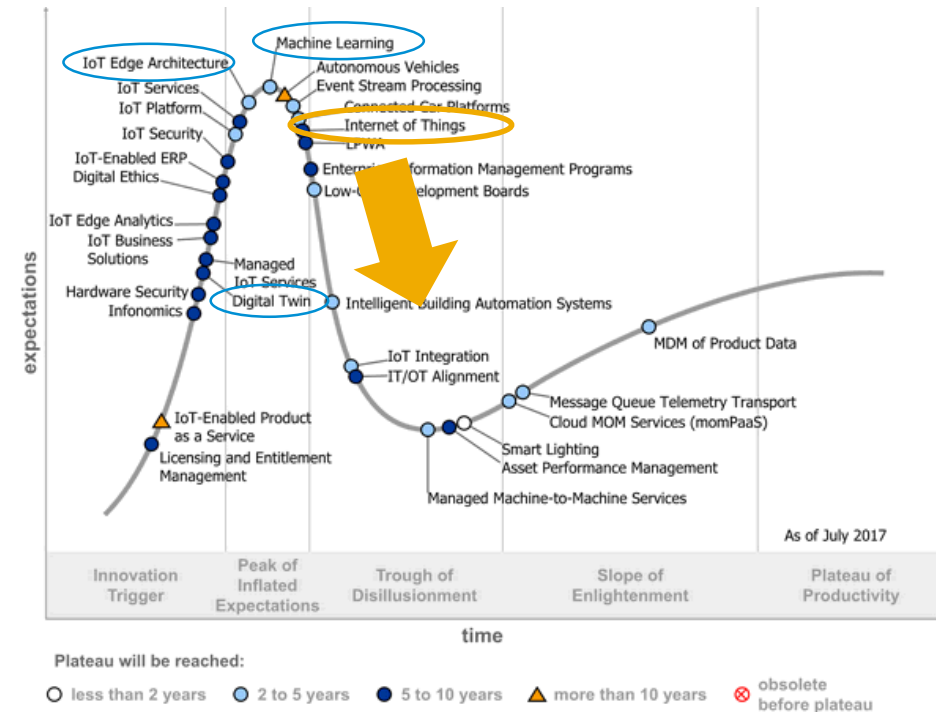 Machine Learning
IoT Edge Architecture
Autonomous Vehicles
IoT Services
Event Stream Processing
IoT Platform
Connected Car Platforms
Internet of Things
IoT Security
LPWA
IoT-Enabled ERP
Enterprise Information Management Programs
Digital Ethics
Low- Development Boards
IoT Edge Analytics
IoT Business
Solutions
Managed
IoT Services
Hardware Security
Digital Twin
Intelligent Building Automation Systems
Infonomics
IoT Integration
IT/OT Alignment
MDM of Product Data
IoT-Enabled Product
as a Service
Message Queue Telemetry Transport
Cloud MOM Services (momPaaS)
Licensing and Entitlement
Management
Smart Lighting
Asset Performance Management
Managed Machine-to-Machine Services
expectations
As of July 2017
Innovation
Trigger
Peak of
Inflated
Expectations
Trough of
Disillusionment
Slope of
Enlightenment
Plateau of
Productivity
time
Plateau will be reached:
less than 2 years
2 to 5 years
5 to 10 years
more than 10 years
obsolete
before plateau